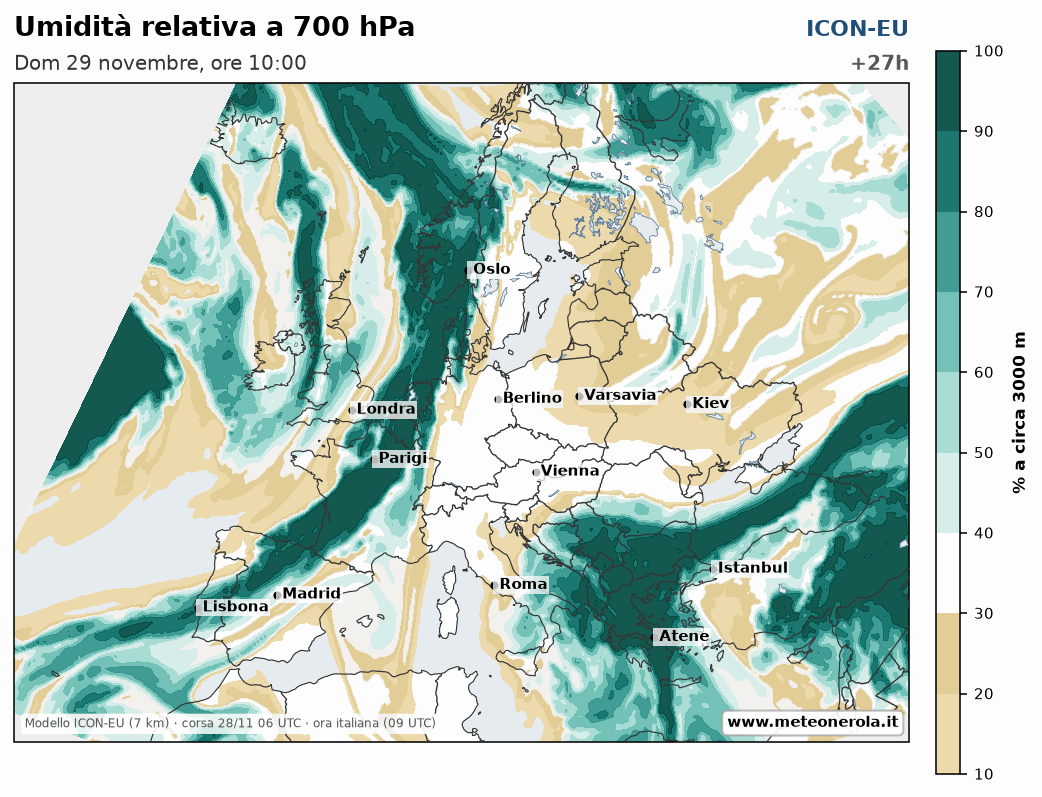 Umidità relativa a 700 hPa
ICON-EU
Dom 29 novembre, ore 10:00
+27h
Oslo
Berlino
Varsavia
Kiev
Londra
Parigi
Vienna
Istanbul
Roma
Madrid
Lisbona
Atene
Modello ICON-EU (7 km) · corsa 28/11 06 UTC · ora italiana (09 UTC)
www.meteonerola.it
100
90
80
70
60
50
40
30
20
10
% a circa 3000 m